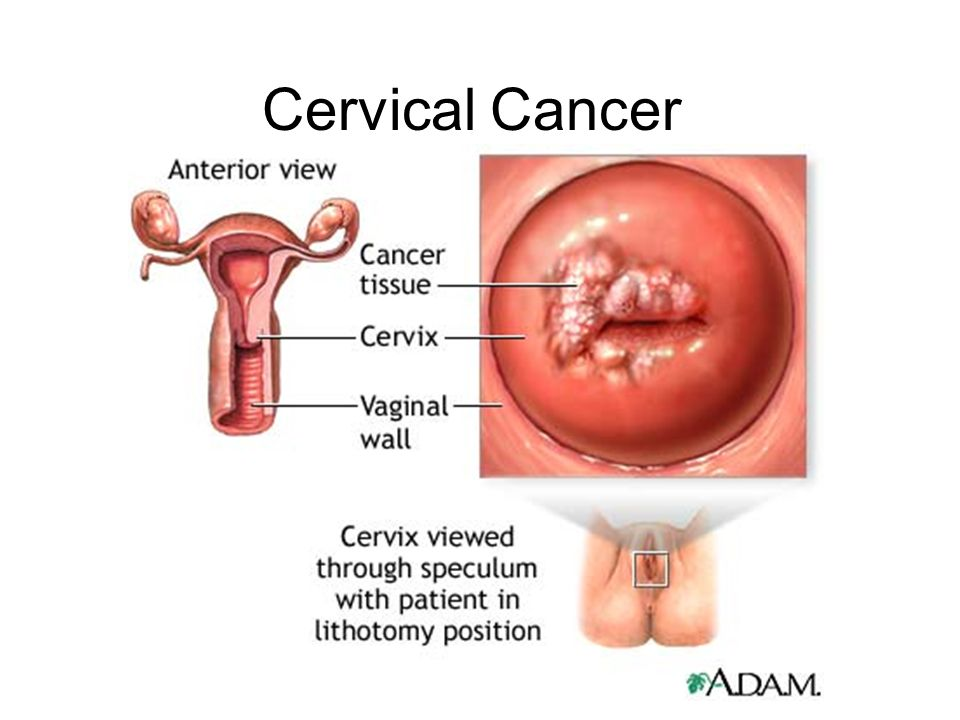 Cervical Cancer
Anterior view
Cancer
tissue
Cervix
Vaginal
wall
Cervix viewed
through speculum
with patient in
lithotomy position
A.D.A.M.